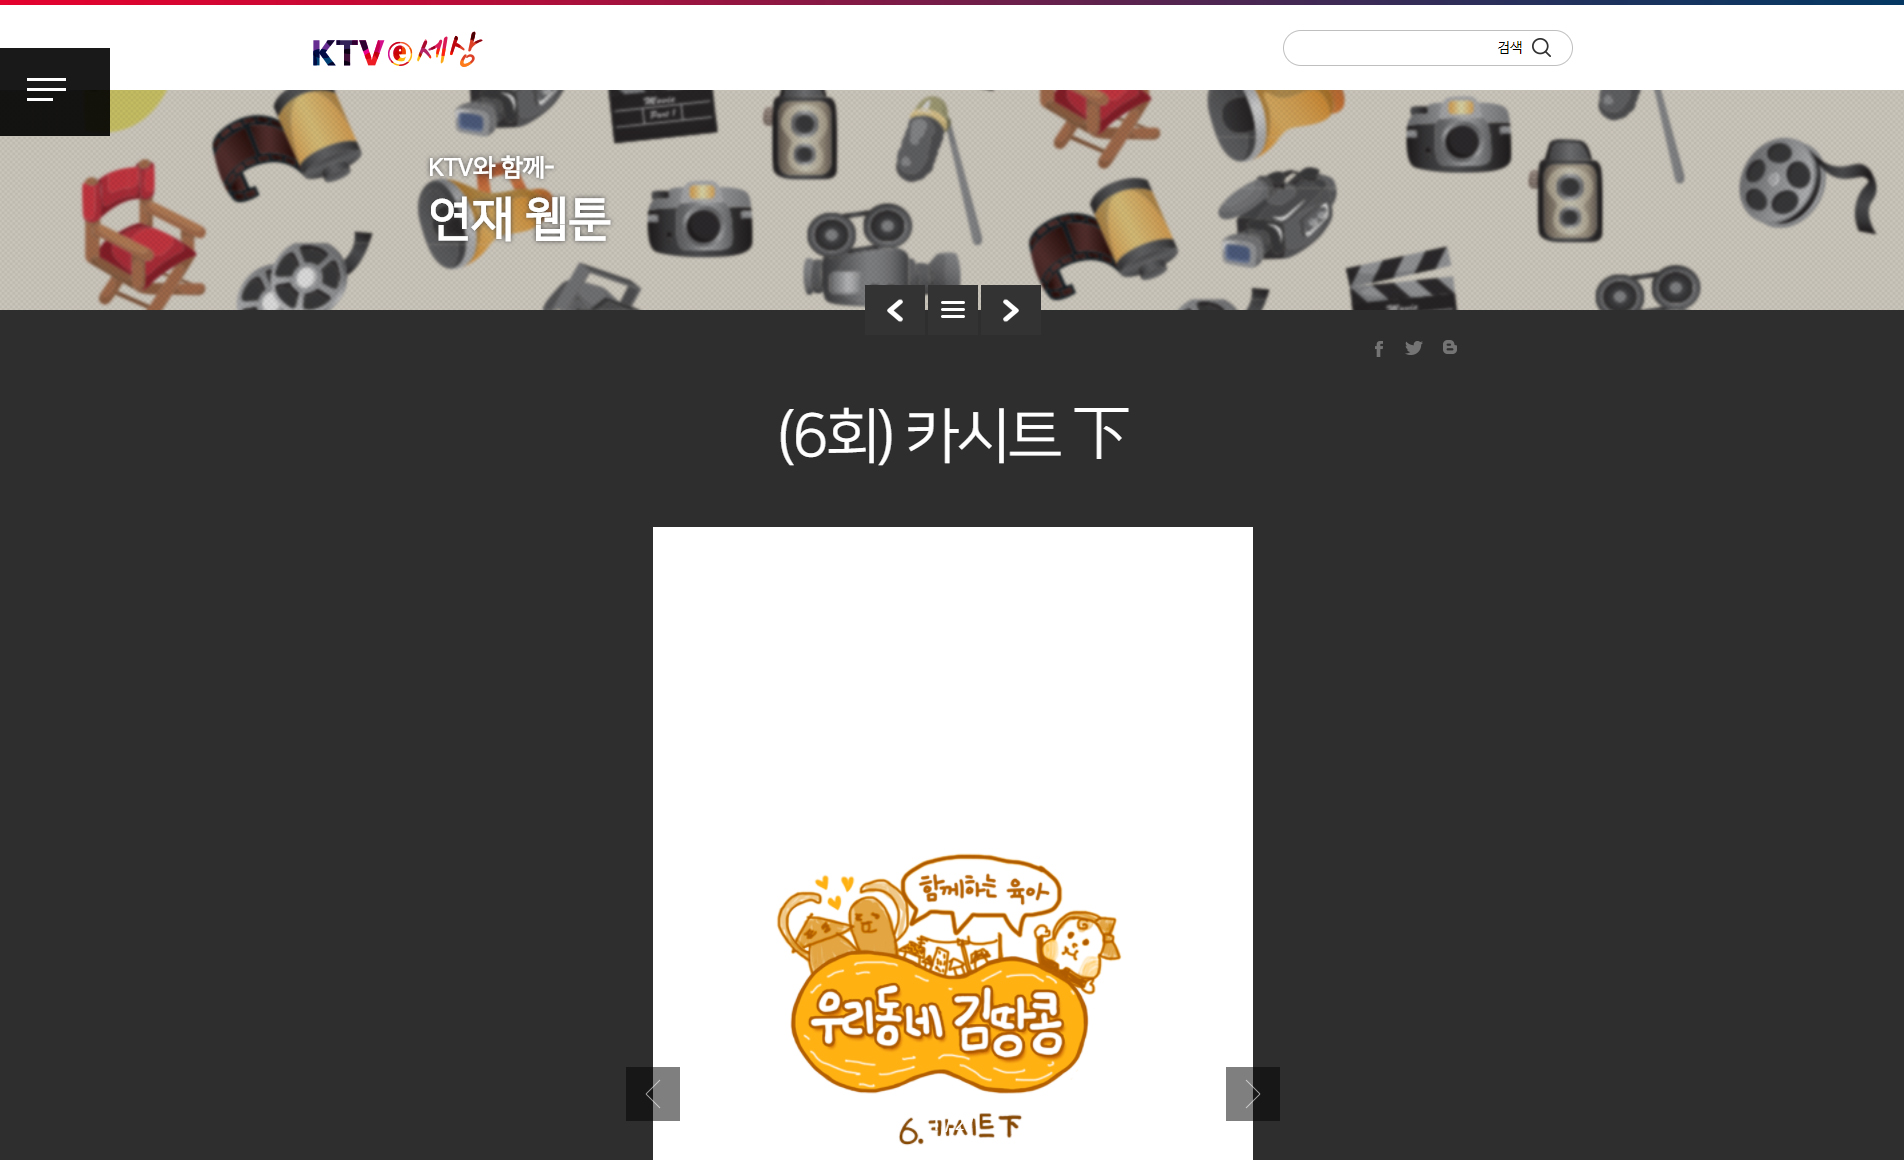 KTV e 세상
검색
KTV와 함께-
연재 웹툰
(6회) 카시트 下
함께하는 육아
우리동네 김땅콩
6. 카시트 下